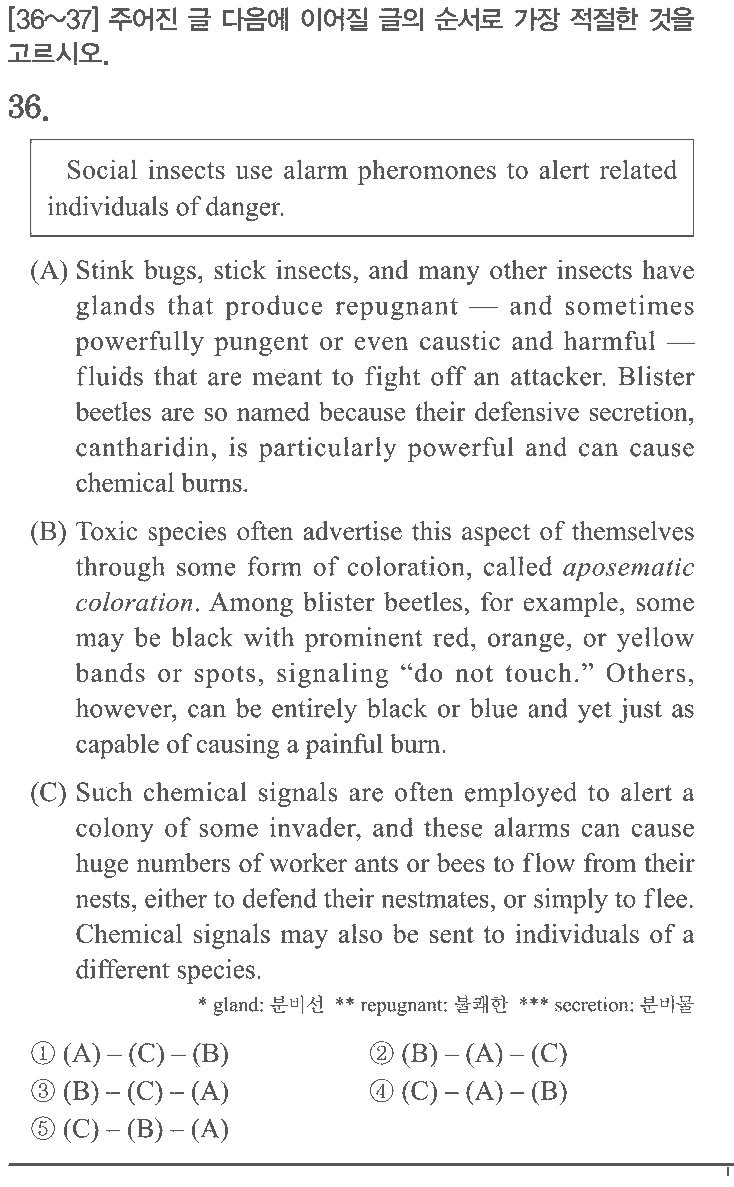 [36~37] 주어진 글 다음에 이어질 글의 순서로 가장 적절한 것을
고르시오.
36.
Social insects use alarm pheromones to alert related
individuals of danger.
(A) Stink bugs, stick insects, and many other insects have
glands that produce repugnant — and sometimes
powerfully pungent or even caustic and harmful —
fluids that are meant to fight off an attacker. Blister
beetles are so named because their defensive secretion,
cantharidin, is particularly powerful and can cause
chemical burns.
(B) Toxic species often advertise this aspect of themselves
through some form of coloration, called aposematic
coloration. Among blister beetles, for example, some
may be black with prominent red, orange, or yellow
bands or spots, signaling “do not touch.” Others,
however, can be entirely black or blue and yet just as
capable of causing a painful burn.
(C) Such chemical signals are often employed to alert a
colony of some invader, and these alarms can cause
huge numbers of worker ants or bees to flow from their
nests, either to defend their nestmates, or simply to flee.
Chemical signals may also be sent to individuals of a
different species.
* gland: 분비선 ** repugnant: 불쾌한 *** secretion: 분비물
① (A) – (C) – (B) ② (B) – (A) – (C)
③ (B) – (C) – (A) ④ (C) – (A) – (B)
⑤ (C) – (B) – (A)